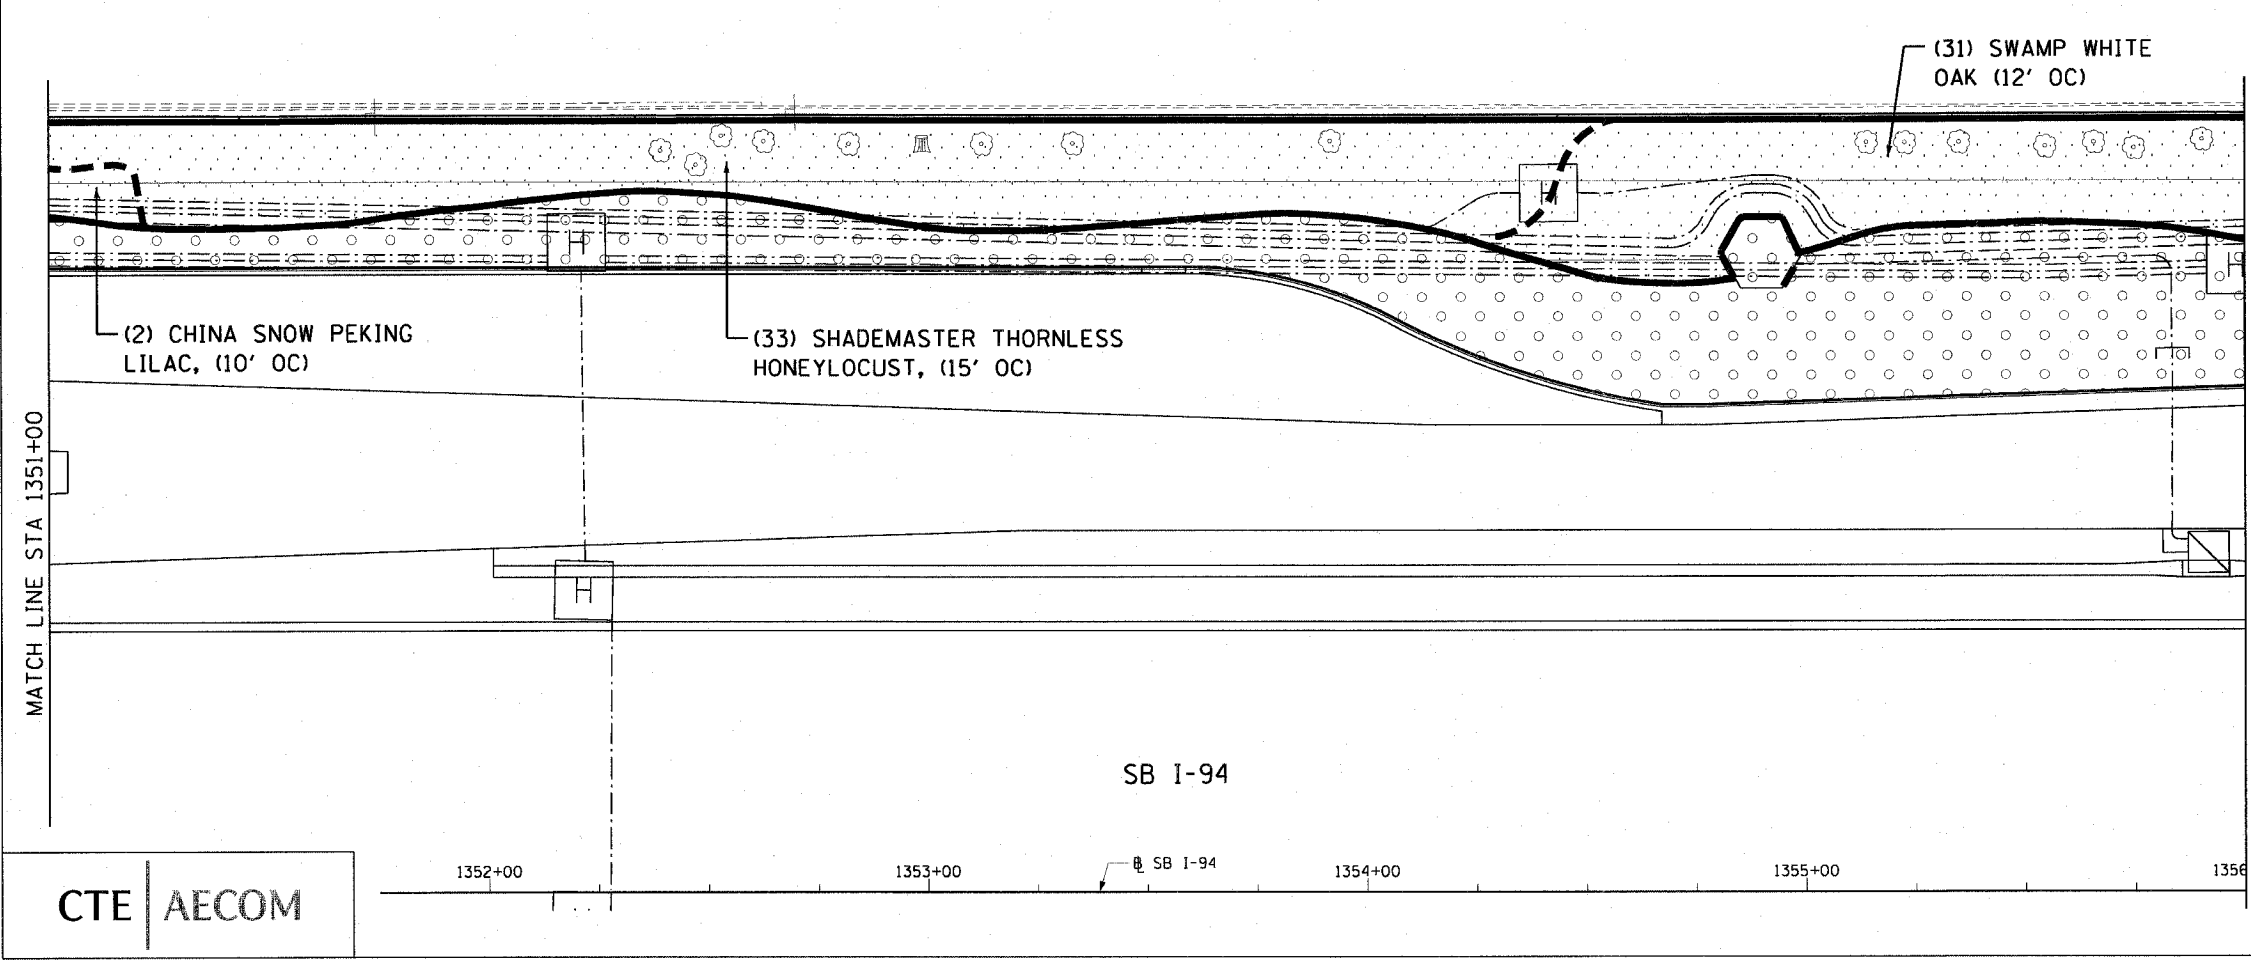 (31) SWAMP WHITE
OAK (12' OC)
H
H
H
(2) CHINA SNOW PEKING
LILAC, (10' OC)
(33) SHADEMASTER THORNLESS
HONEYLOCUST, (15' OC)
MATCH LINE STA 1351+00
H
SB I-94
1352+00
1353+00
℄ SB I-94
1354+00
1355+00
1356
CTE AECOM